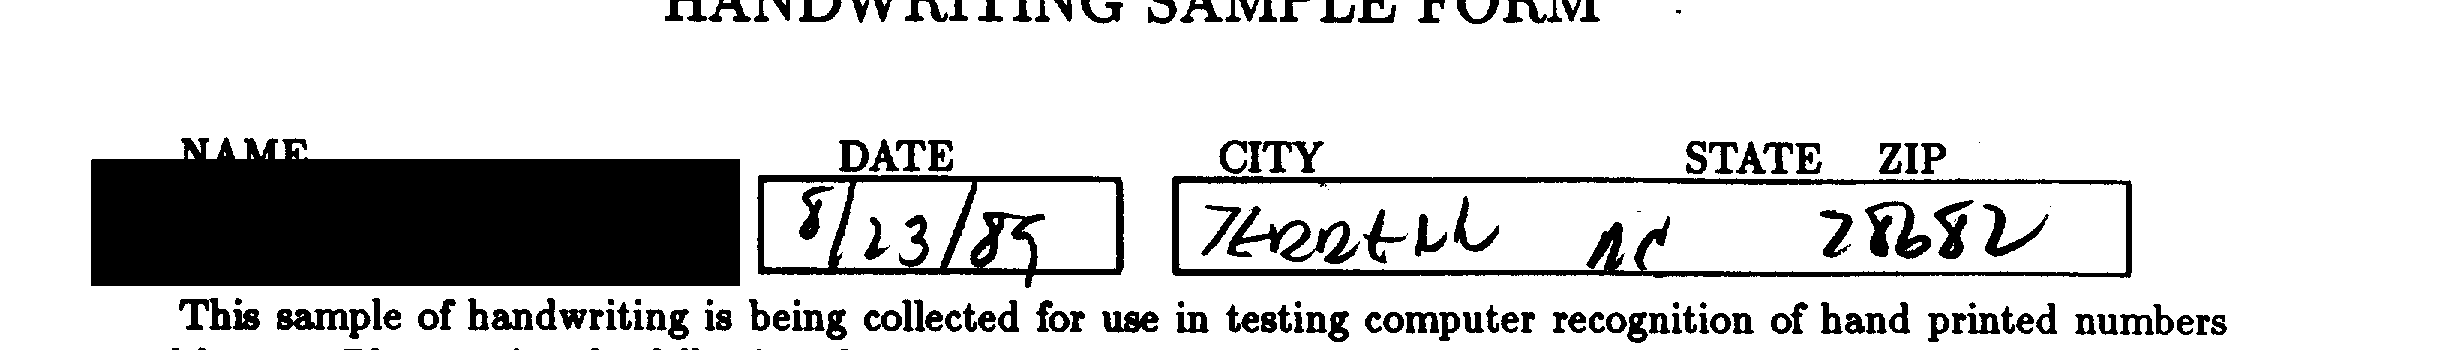 HANDWRITING SAMPLE FORM
NAME DATE CITY STATE ZIP
8/23/89 TERRELL NC 28682
This sample of handwriting is being collected for use in testing computer recognition of hand printed numbers